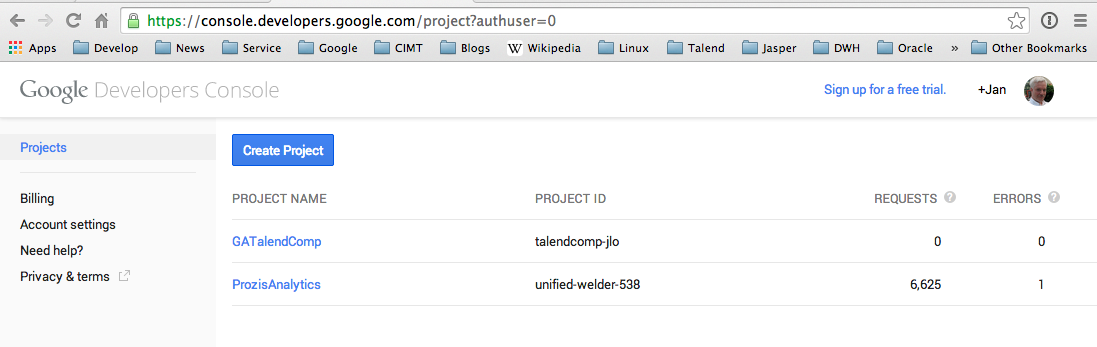 https://console.developers.google.com/project?authuser=0
Apps Develop News Service Google CIMT Blogs W Wikipedia Linux Talend Jasper DWH Oracle » Other Bookmarks
Google Developers Console Sign up for a free trial. +Jan
Projects
Create Project
Billing
Account settings
Need help?
Privacy & terms
PROJECT NAME PROJECT ID REQUESTS ? ERRORS ?
GATalendComp talendcomp-jlo 0 0
ProzisAnalytics unified-welder-538 6,625 1